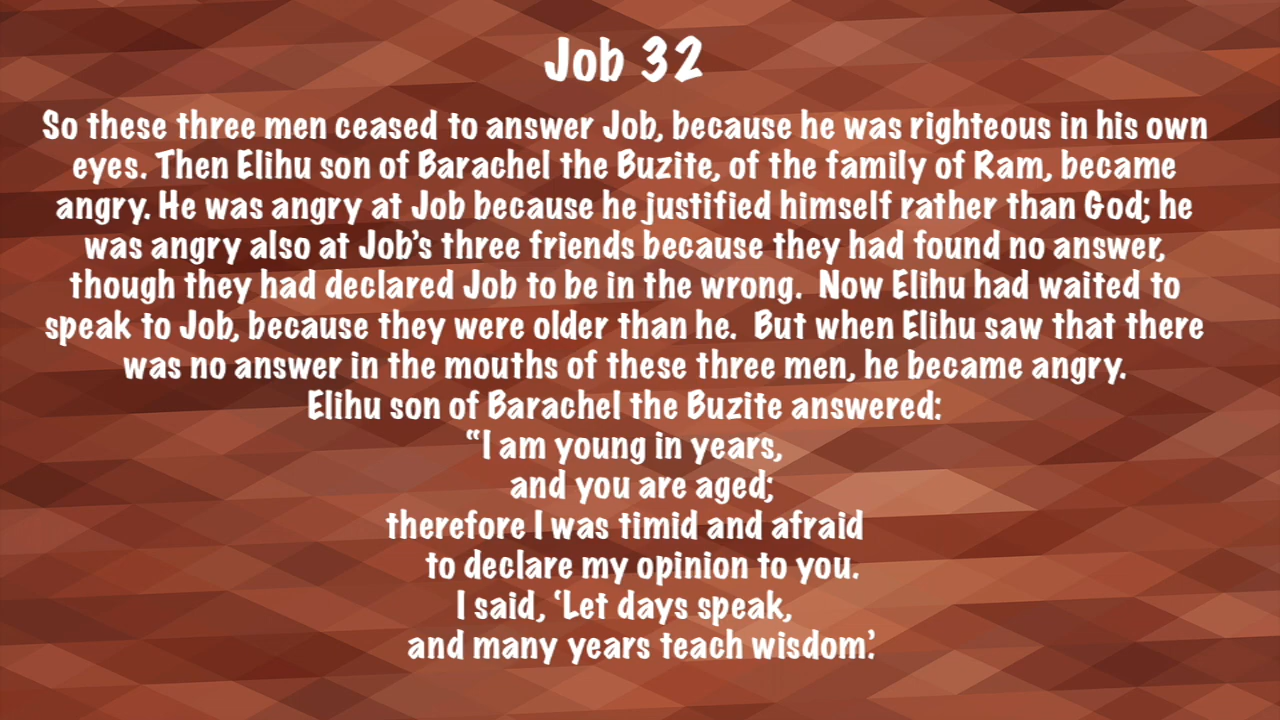 Job 32
So these three men ceased to answer Job, because he was righteous in his own
eyes. Then Elihu son of Barachel the Buzite, of the family of Ram, became
angry. He was angry at Job because he justified himself rather than God; he
was angry also at Job’s three friends because they had found no answer,
though they had declared Job to be in the wrong.  Now Elihu had waited to
speak to Job, because they were older than he.  But when Elihu saw that there
was no answer in the mouths of these three men, he became angry.
Elihu son of Barachel the Buzite answered:
“I am young in years,
and you are aged;
therefore I was timid and afraid
to declare my opinion to you.
I said, ‘Let days speak,
and many years teach wisdom.’